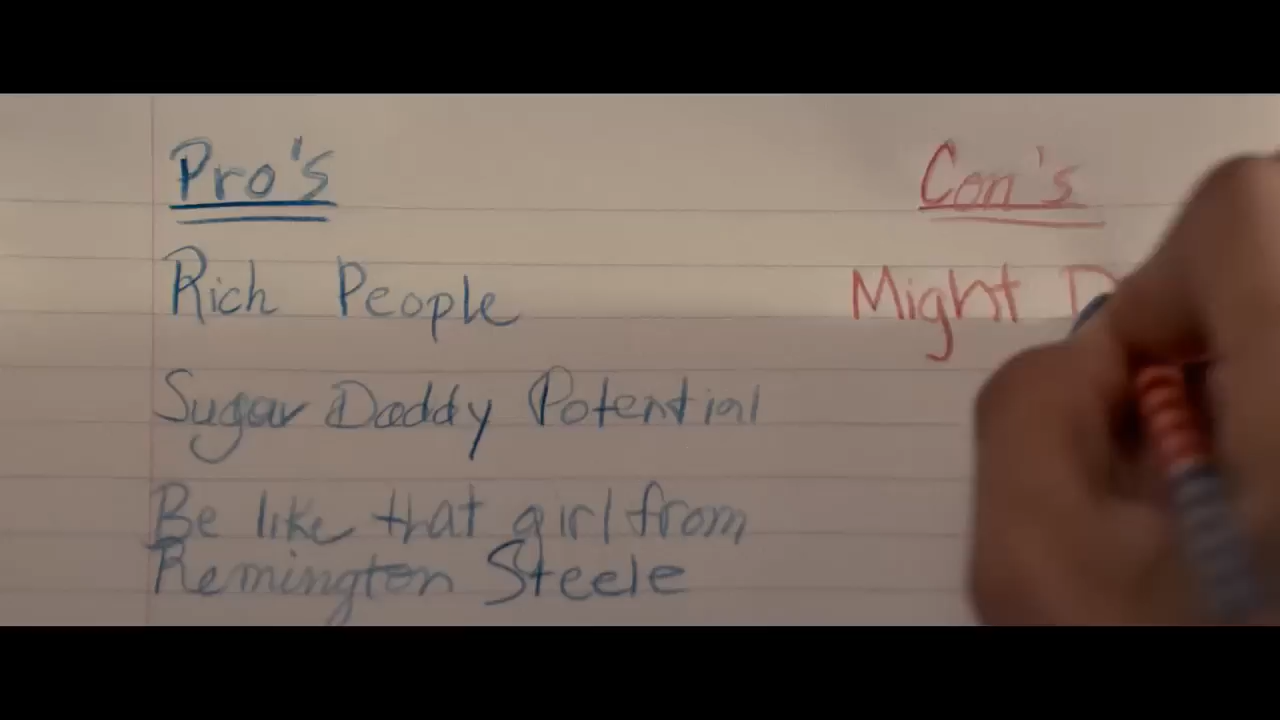 Pro's
Con's
Rich People
Might D
Sugar Daddy Potential
Be like that girl from
Remington Steele